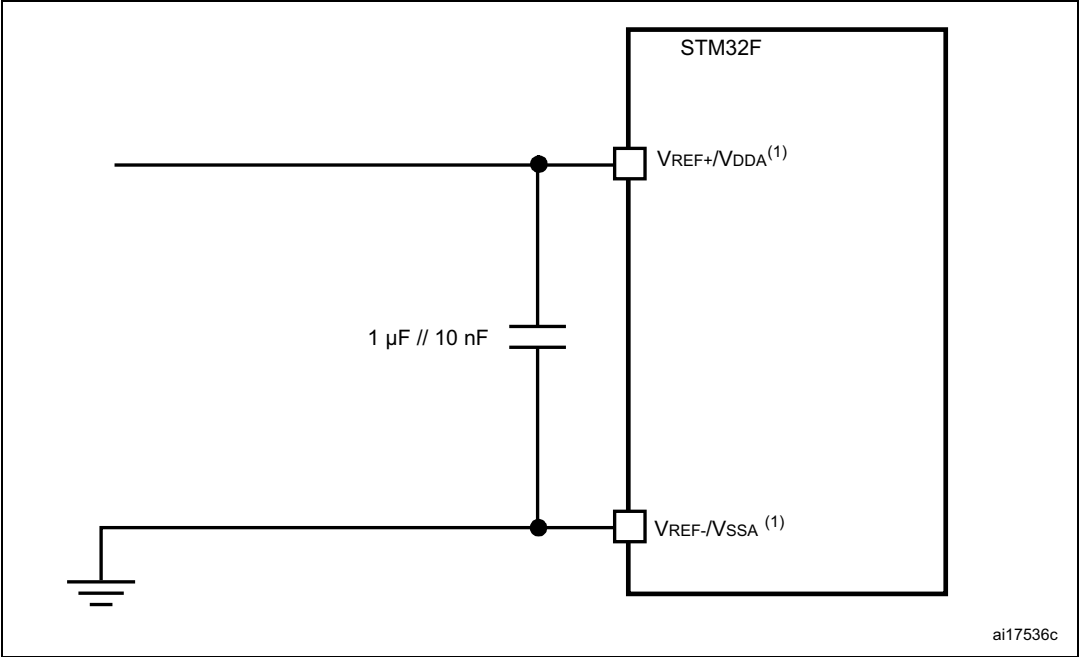 STM32F
VREF+/VDDA(1)
1 µF // 10 nF
VREF-/VSSA (1)
ai17536c